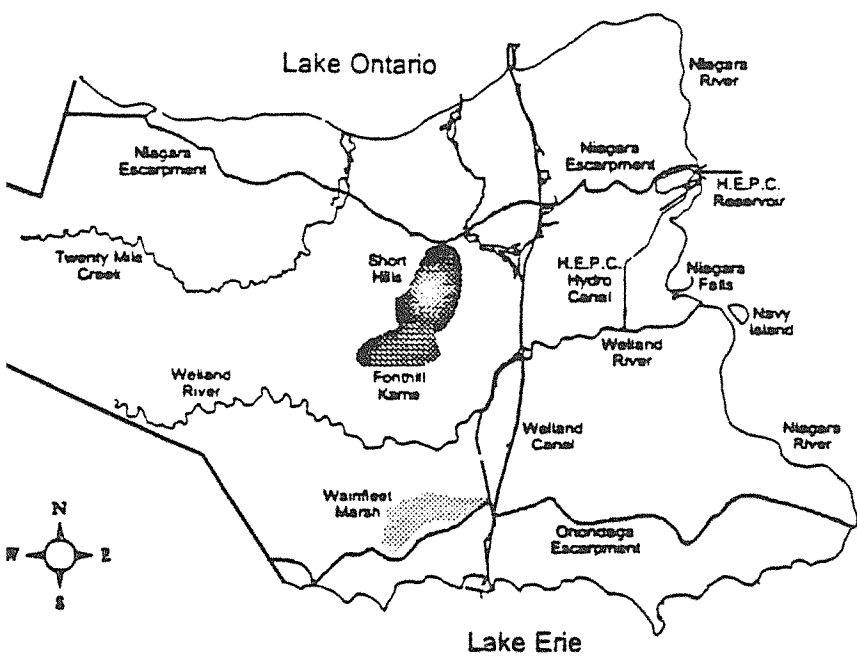 Lake Ontario
Niagara
River
Niagara
Escarpment
Niagara
Escarpment
H.E.P.C.
Reservoir
Twenty Mile
Creek
Short
Hills
H.E.P.C.
Hydro
Canal
Niagara
Falls
Navy
Island
Welland
River
Fonthill
Kame
Welland
River
Welland
Canal
Niagara
River
Wainfleet
Marsh
Onondaga
Escarpment
N
W
E
S
Lake Erie